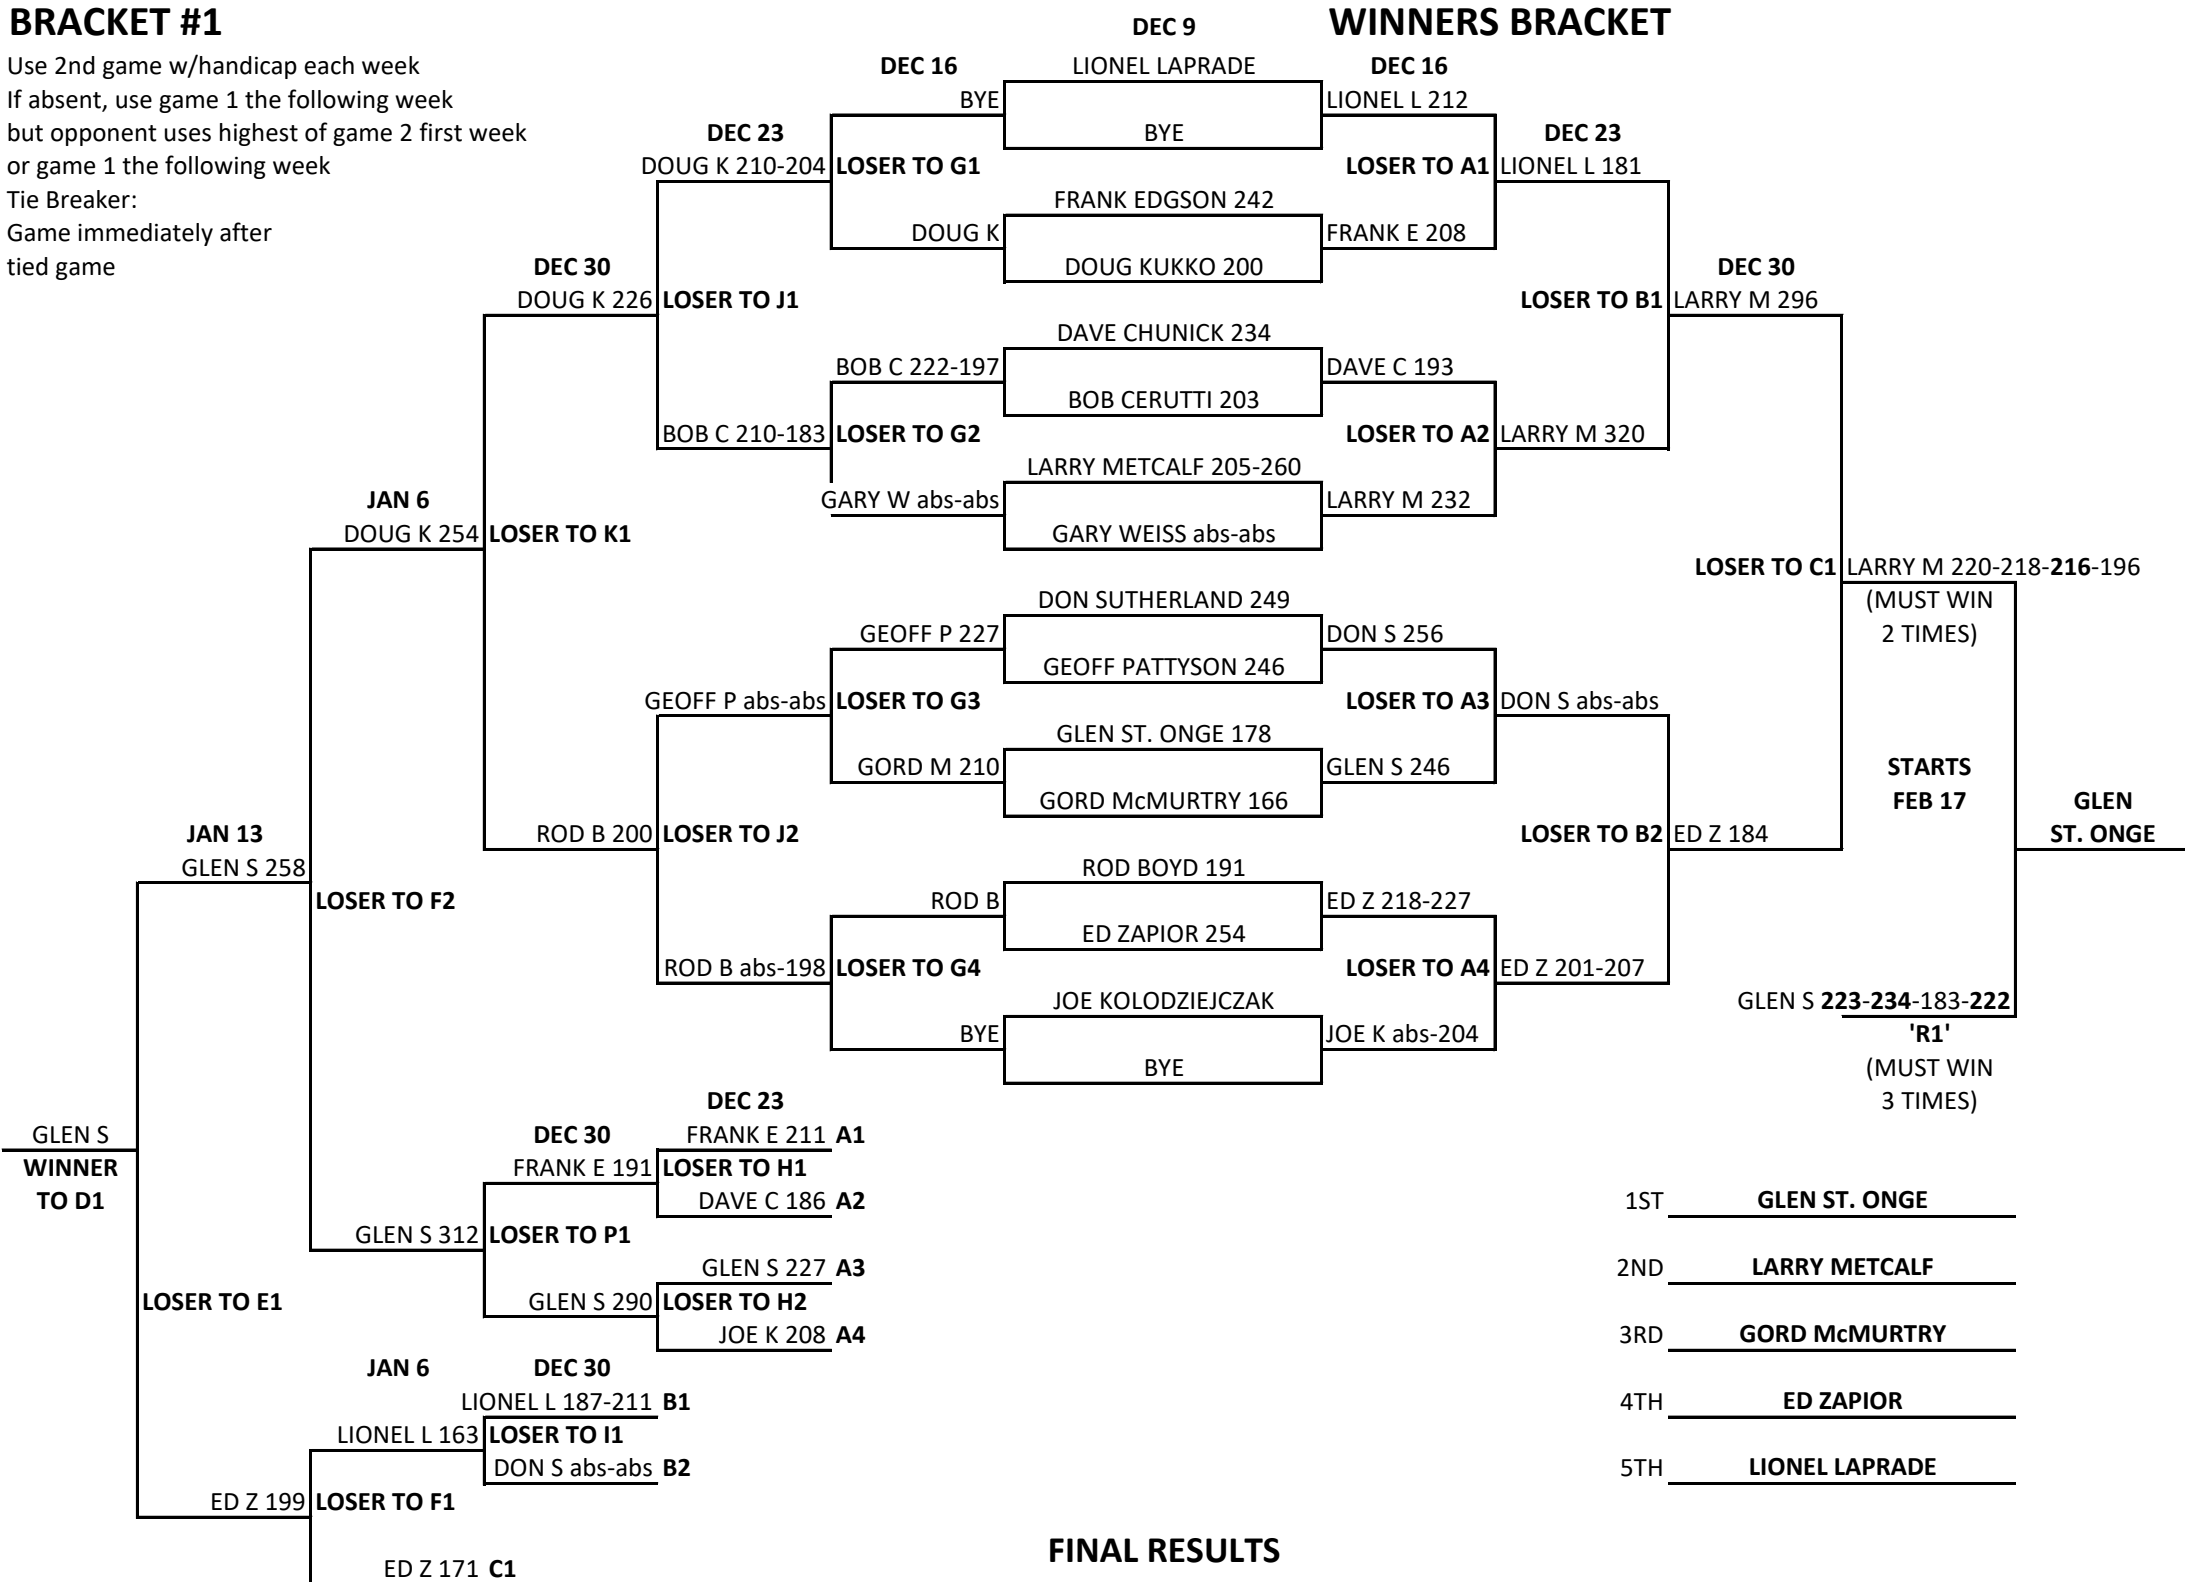 BRACKET #1
DEC 9
WINNERS BRACKET
Use 2nd game w/handicap each week
DEC 16
LIONEL LAPRADE
DEC 16
If absent, use game 1 the following week
BYE
LIONEL L 212
but opponent uses highest of game 2 first week
DEC 23
BYE
DEC 23
or game 1 the following week
DOUG K 210-204
LOSER TO G1
LOSER TO A1
LIONEL L 181
Tie Breaker:
FRANK EDGSON 242
Game immediately after
DOUG K
FRANK E 208
tied game
DEC 30
DOUG KUKKO 200
DEC 30
DOUG K 226
LOSER TO J1
LOSER TO B1
LARRY M 296
DAVE CHUNICK 234
BOB C 222-197
DAVE C 193
BOB CERUTTI 203
BOB C 210-183
LOSER TO G2
LOSER TO A2
LARRY M 320
LARRY METCALF 205-260
JAN 6
GARY W abs-abs
LARRY M 232
DOUG K 254
LOSER TO K1
GARY WEISS abs-abs
LOSER TO C1
LARRY M 220-218-216-196
DON SUTHERLAND 249
(MUST WIN
GEOFF P 227
DON S 256
2 TIMES)
GEOFF PATTYSON 246
GEOFF P abs-abs
LOSER TO G3
LOSER TO A3
DON S abs-abs
GLEN ST. ONGE 178
GORD M 210
GLEN S 246
STARTS
GORD McMURTRY 166
FEB 17
GLEN
JAN 13
ROD B 200
LOSER TO J2
LOSER TO B2
ED Z 184
ST. ONGE
GLEN S 258
ROD BOYD 191
LOSER TO F2
ROD B
ED Z 218-227
ED ZAPIOR 254
ROD B abs-198
LOSER TO G4
LOSER TO A4
ED Z 201-207
JOE KOLODZIEJCZAK
GLEN S 223-234-183-222
BYE
JOE K abs-204
'R1'
BYE
(MUST WIN
DEC 23
3 TIMES)
GLEN S
DEC 30
FRANK E 211 A1
WINNER
FRANK E 191
LOSER TO H1
TO D1
DAVE C 186 A2
1ST
GLEN ST. ONGE
GLEN S 312
LOSER TO P1
GLEN S 227 A3
2ND
LARRY METCALF
LOSER TO E1
GLEN S 290
LOSER TO H2
JOE K 208 A4
3RD
GORD McMURTRY
JAN 6
DEC 30
LIONEL L 187-211 B1
4TH
ED ZAPIOR
LIONEL L 163
LOSER TO I1
DON S abs-abs B2
5TH
LIONEL LAPRADE
ED Z 199
LOSER TO F1
FINAL RESULTS
ED Z 171 C1